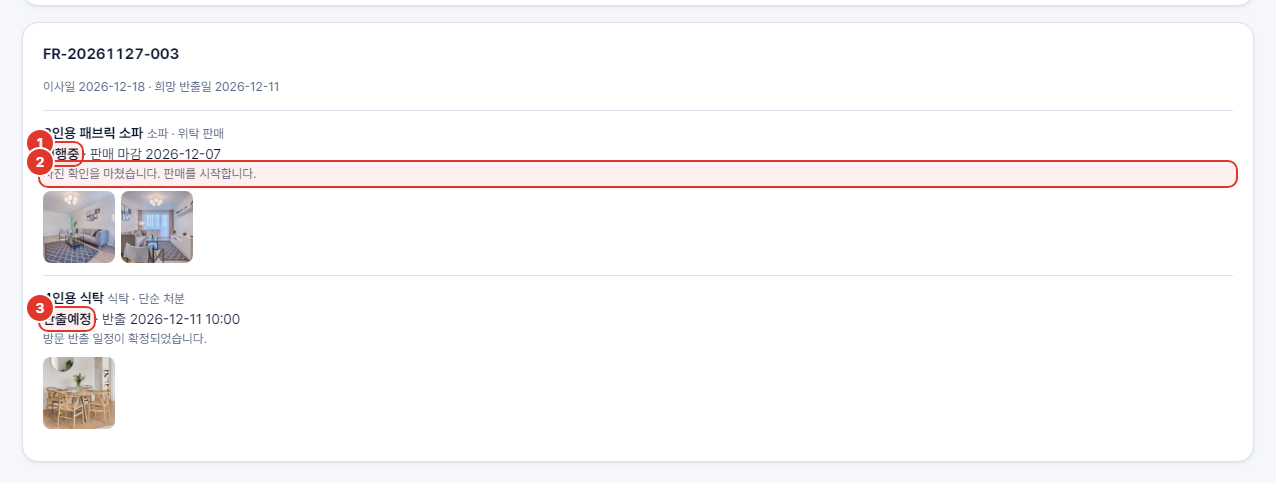 FR-20261127-003
이사일 2026-12-18 · 희망 반출일 2026-12-11
패브릭 소파 소파 · 위탁 판매
1
· 판매 마감 2026-12-07
2
확인을 마쳤습니다. 판매를 시작합니다.
식탁 식탁 · 단순 처분
3
· 반출 2026-12-11 10:00
방문 반출 일정이 확정되었습니다.